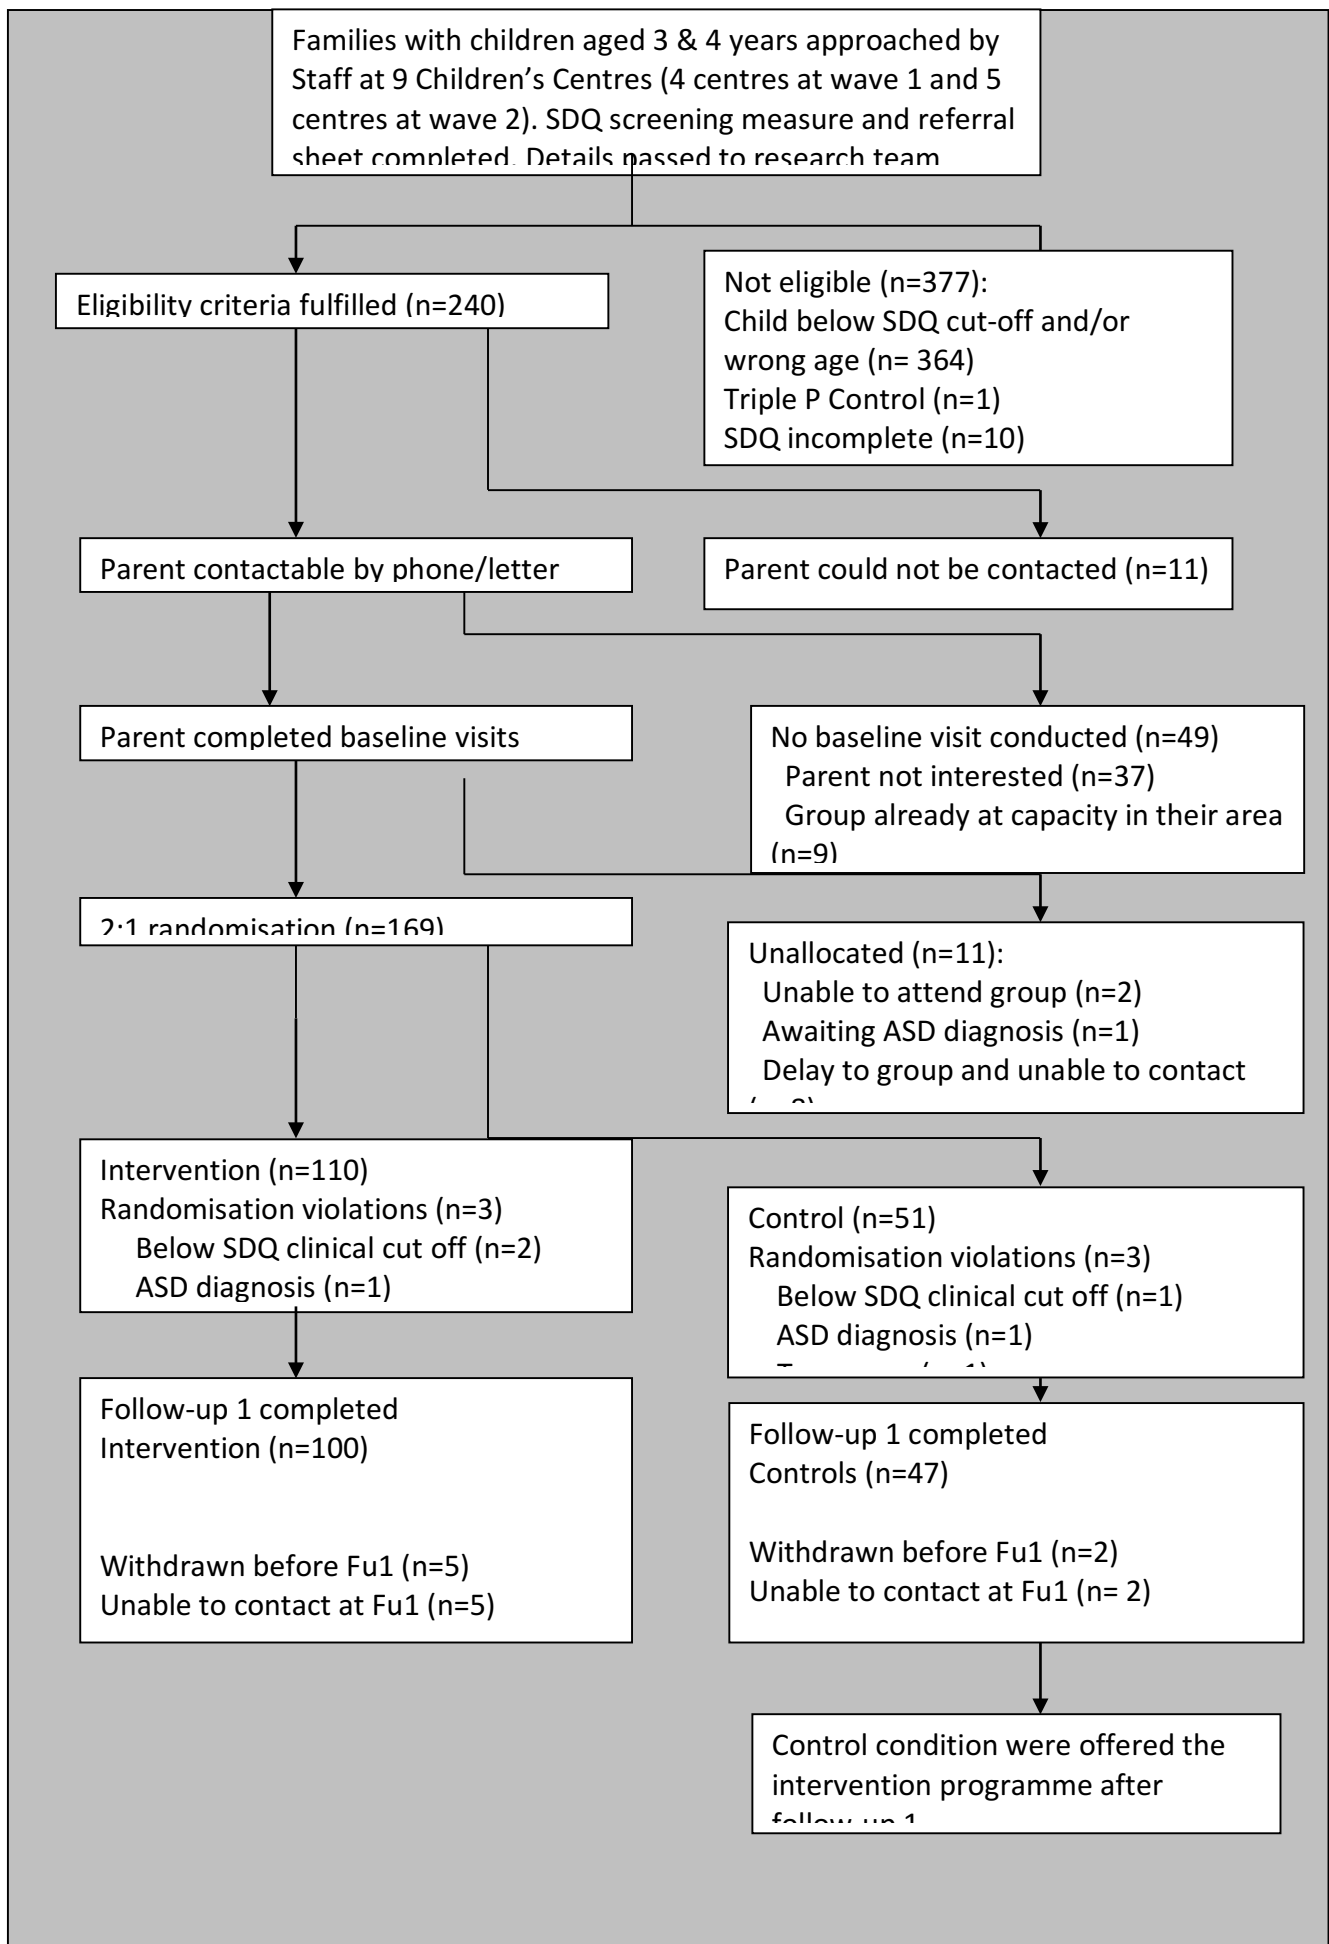 Families with children aged 3 & 4 years approached by
Staff at 9 Children’s Centres (4 centres at wave 1 and 5
centres at wave 2). SDQ screening measure and referral
sheet completed. Details passed to research team
Eligibility criteria fulfilled (n=240)
Not eligible (n=377):
Child below SDQ cut-off and/or
wrong age (n= 364)
Triple P Control (n=1)
SDQ incomplete (n=10)
Parent contactable by phone/letter
Parent could not be contacted (n=11)
Parent completed baseline visits
No baseline visit conducted (n=49)
Parent not interested (n=37)
Group already at capacity in their area
(n=9)
2:1 randomisation (n=169)
Unallocated (n=11):
Unable to attend group (n=2)
Awaiting ASD diagnosis (n=1)
Delay to group and unable to contact
Intervention (n=110)
Randomisation violations (n=3)
Below SDQ clinical cut off (n=2)
ASD diagnosis (n=1)
Control (n=51)
Randomisation violations (n=3)
Below SDQ clinical cut off (n=1)
ASD diagnosis (n=1)
Follow-up 1 completed
Intervention (n=100)
Withdrawn before Fu1 (n=5)
Unable to contact at Fu1 (n=5)
Follow-up 1 completed
Controls (n=47)
Withdrawn before Fu1 (n=2)
Unable to contact at Fu1 (n= 2)
Control condition were offered the
intervention programme after
follow-up 1